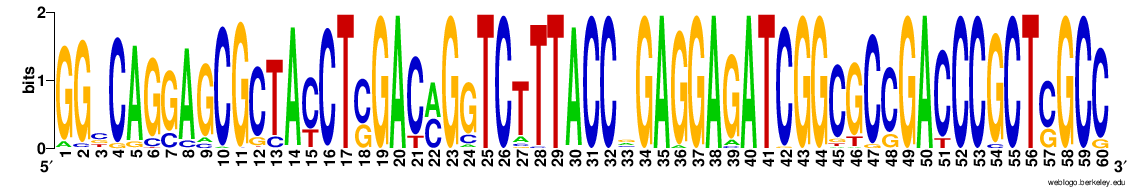 2
bits
1
0
GGCCAGGAGCGCTACCTCGACAGGTCTTTACC GAGGAGATCGGCGCCGACCCGCTCGCC
5′
1 2 3 4 5 6 7 8 9 10 11 12 13 14 15 16 17 18 19 20 21 22 23 24 25 26 27 28 29 30 31 32 33 34 35 36 37 38 39 40 41 42 43 44 45 46 47 48 49 50 51 52 53 54 55 56 57 58 59 60
3′
weblogo.berkeley.edu